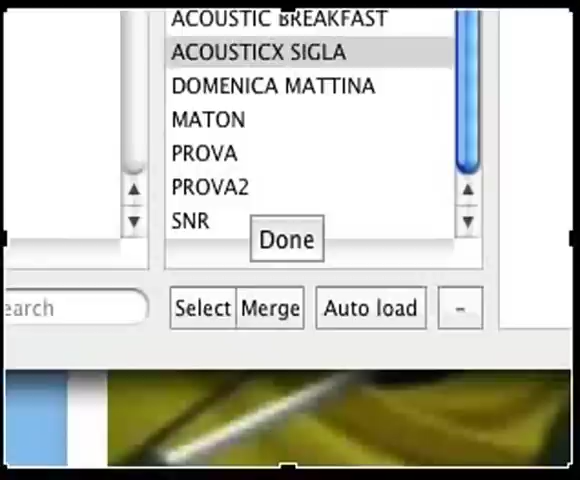 ACOUSTIC BREAKFAST
ACOUSTICX SIGLA
DOMENICA MATTINA
MATON
PROVA
PROVA2
SNR
Done
earch
Select Merge Auto load -